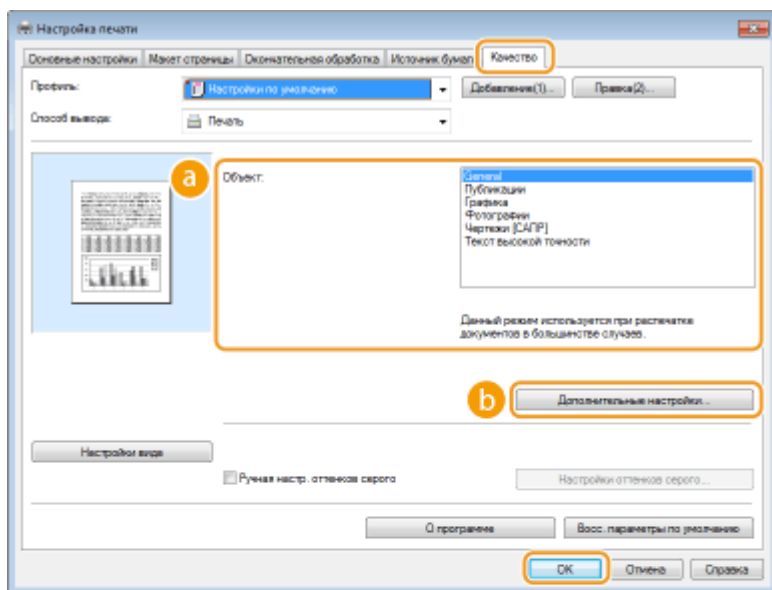 Настройка печати
Основные настройки Макет страницы Окончательная обработка Источник бумаги Качество
Профиль: Настройки по умолчанию Добавление(1)... Правка(2)...
Способ вывода: Печать
a Объект: General
Публикации
Графика
Фотографии
Чертежи [САПР]
Текст высокой точности
Данный режим используется при распечатке
документов в большинстве случаев.
b Дополнительные настройки...
Настройки вида
Ручная настр. оттенков серого Настройки оттенков серого...
О программе Восс. параметры по умолчанию
OK Отмена Справка